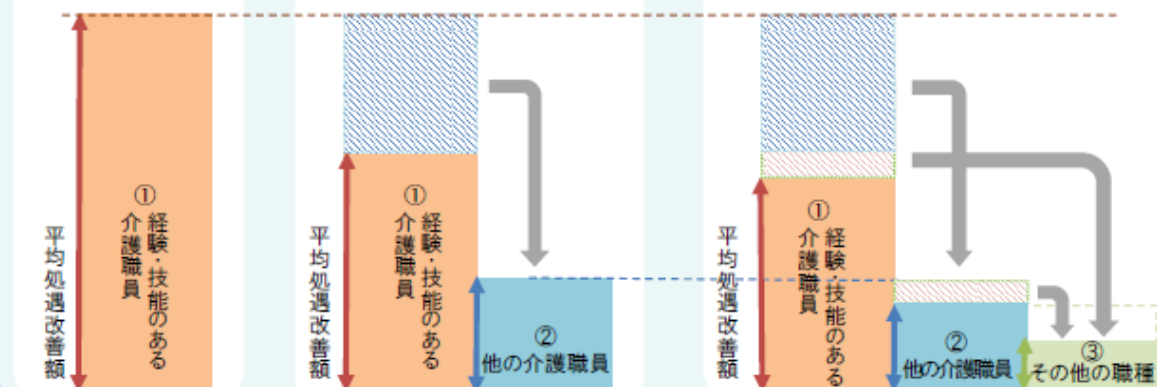 平均処遇改善額
①
経験・技能のある
介護職員
平均処遇改善額
①
経験・技能のある
介護職員
②
他の介護職員
平均処遇改善額
①
経験・技能のある
介護職員
②
他の介護職員
③
その他の職種